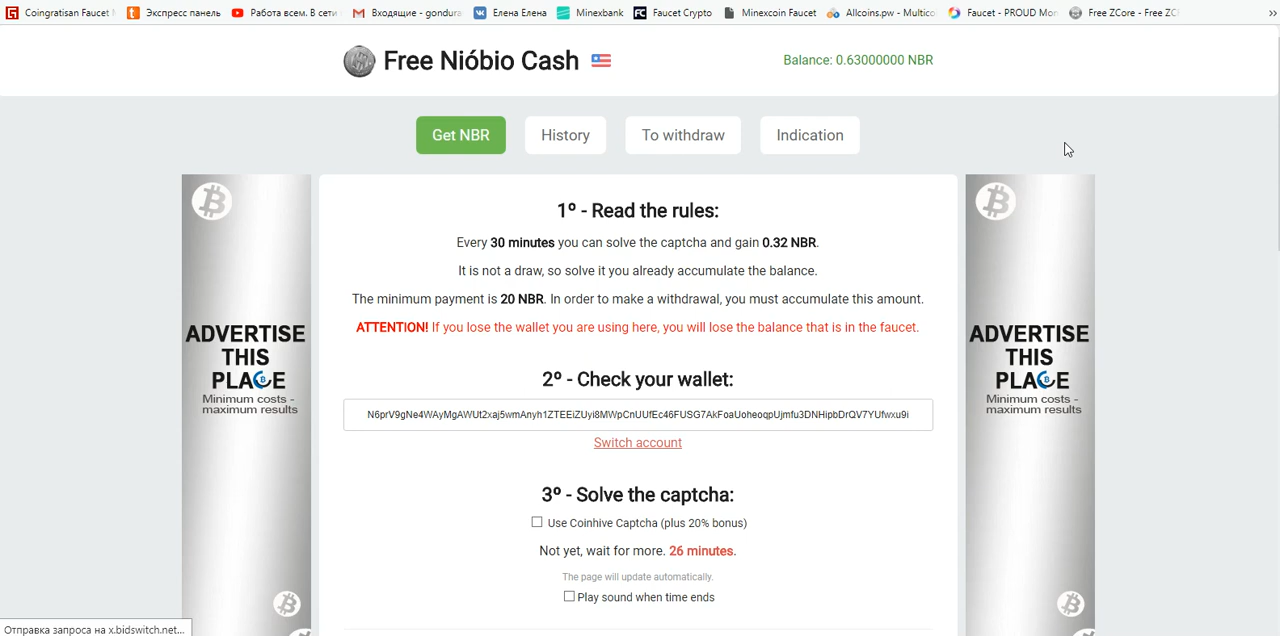 Coingratisan Faucet
Экспресс панель
Работа всем. В сети
Входящие - gondura
Елена Елена
Minexbank
Faucet Crypto
Minexcoin Faucet
Allcoins.pw - Multico
Faucet - PROUD Mon
Free ZCore - Free ZC
»
Free Nióbio Cash
Balance: 0.63000000 NBR
Get NBR
History
To withdraw
Indication
1º - Read the rules:
Every 30 minutes you can solve the captcha and gain 0.32 NBR.
It is not a draw, so solve it you already accumulate the balance.
The minimum payment is 20 NBR. In order to make a withdrawal, you must accumulate this amount.
ATTENTION! If you lose the wallet you are using here, you will lose the balance that is in the faucet.
2º - Check your wallet:
N6prV9gNe4WAyMgAWUt2xaj5wmAnyh1ZTEEiZUyi8MWpCnUUfEc46FUSG7AkFoaUoheoqpUjmfu3DNHipbDrQV7YUfwxu9i
Switch account
3º - Solve the captcha:
Use Coinhive Captcha (plus 20% bonus)
Not yet, wait for more. 26 minutes.
The page will update automatically.
Play sound when time ends
ADVERTISE
THIS
PLACE
Minimum costs -
maximum results
ADVERTISE
THIS
PLACE
Minimum costs -
maximum results
Отправка запроса на x.bidswitch.net...